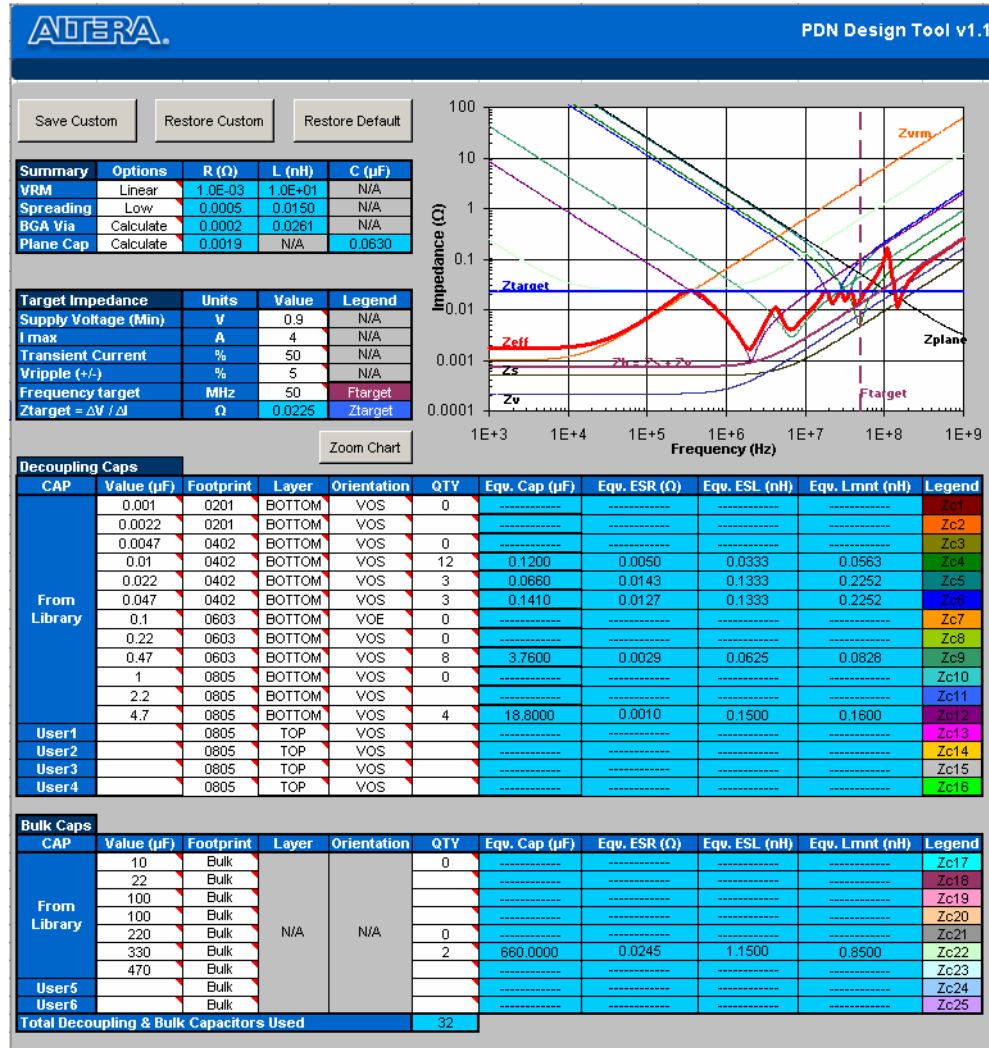 ALTERA.
PDN Design Tool v1.1
Save Custom Restore Custom Restore Default
Summary Options R (Ω) L (nH) C (μF)
VRM Linear 1.0E-03 1.0E+01 N/A
Spreading Low 0.0005 0.0150 N/A
BGA Via Calculate 0.0002 0.0261 N/A
Plane Cap Calculate 0.0019 N/A 0.0630
Target Impedance Units Value Legend
Supply Voltage (Min) V 0.9 N/A
I max A 4 N/A
Transient Current % 50 N/A
Vripple (+/-) % 5 N/A
Frequency target MHz 50 Ftarget
Ztarget = ΔV / ΔI Ω 0.0225 Ztarget
Zoom Chart
100
10
1
0.1
0.01
0.001
0.0001
Impedance (Ω)
Zvrm
Ztarget
Zeff
Zs
Zv
Zplane
Ftarget
1E+3 1E+4 1E+5 1E+6 1E+7 1E+8 1E+9
Frequency (Hz)
Decoupling Caps
CAP Value (μF) Footprint Layer Orientation QTY Eqv. Cap (μF) Eqv. ESR (Ω) Eqv. ESL (nH) Eqv. Lmnt (nH) Legend
From Library
0.001 0201 BOTTOM VOS 0 ---------- ---------- ---------- ---------- Zc1
0.0022 0201 BOTTOM VOS ---------- ---------- ---------- ---------- Zc2
0.0047 0402 BOTTOM VOS 0 ---------- ---------- ---------- ---------- Zc3
0.01 0402 BOTTOM VOS 12 0.1200 0.0050 0.0333 0.0563 Zc4
0.022 0402 BOTTOM VOS 3 0.0660 0.0143 0.1333 0.2252 Zc5
0.047 0402 BOTTOM VOS 3 0.1410 0.0127 0.1333 0.2252 Zc6
0.1 0603 BOTTOM VOE 0 ---------- ---------- ---------- ---------- Zc7
0.22 0603 BOTTOM VOS 0 ---------- ---------- ---------- ---------- Zc8
0.47 0603 BOTTOM VOS 8 3.7600 0.0029 0.0625 0.0828 Zc9
1 0805 BOTTOM VOS 0 ---------- ---------- ---------- ---------- Zc10
2.2 0805 BOTTOM VOS ---------- ---------- ---------- ---------- Zc11
4.7 0805 BOTTOM VOS 4 18.8000 0.0010 0.1500 0.1600 Zc12
User1 0805 TOP VOS ---------- ---------- ---------- ---------- Zc13
User2 0805 TOP VOS ---------- ---------- ---------- ---------- Zc14
User3 0805 TOP VOS ---------- ---------- ---------- ---------- Zc15
User4 0805 TOP VOS ---------- ---------- ---------- ---------- Zc16
Bulk Caps
CAP Value (μF) Footprint Layer Orientation QTY Eqv. Cap (μF) Eqv. ESR (Ω) Eqv. ESL (nH) Eqv. Lmnt (nH) Legend
From Library
N/A N/A
10 Bulk 0 ---------- ---------- ---------- ---------- Zc17
22 Bulk ---------- ---------- ---------- ---------- Zc18
100 Bulk ---------- ---------- ---------- ---------- Zc19
100 Bulk ---------- ---------- ---------- ---------- Zc20
220 Bulk 0 ---------- ---------- ---------- ---------- Zc21
330 Bulk 2 660.0000 0.0245 1.1500 0.8500 Zc22
470 Bulk ---------- ---------- ---------- ---------- Zc23
User5 Bulk ---------- ---------- ---------- ---------- Zc24
User6 Bulk ---------- ---------- ---------- ---------- Zc25
Total Decoupling & Bulk Capacitors Used 32